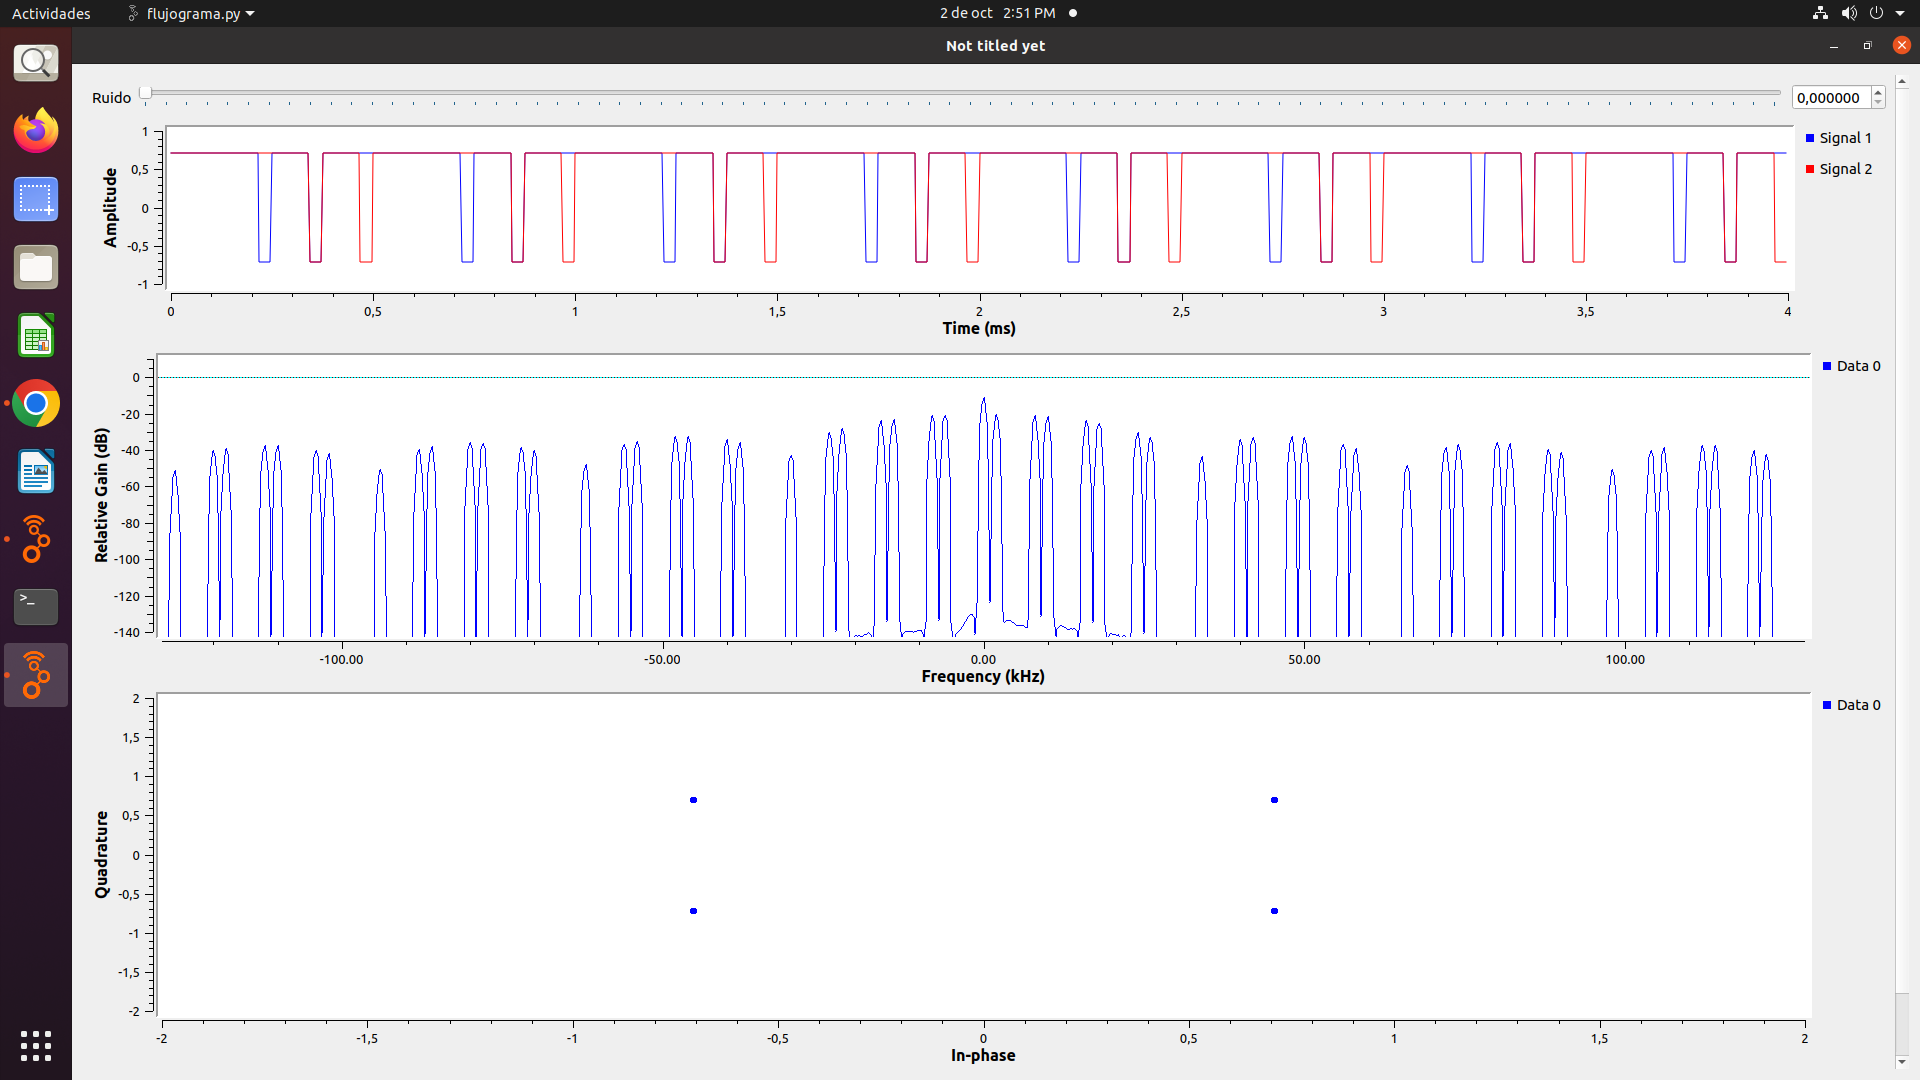 Actividades
flujograma.py
2 de oct 2:51 PM
Not titled yet
Ruido
0,000000
Amplitude
1
0,5
0
-0,5
-1
0 0,5 1 1,5 2 2,5 3 3,5 4
Time (ms)
Signal 1
Signal 2
Relative Gain (dB)
0
-20
-40
-60
-80
-100
-120
-140
-100.00 -50.00 0.00 50.00 100.00
Frequency (kHz)
Data 0
Quadrature
2
1,5
1
0,5
0
-0,5
-1
-1,5
-2
-2 -1,5 -1 -0,5 0 0,5 1 1,5 2
In-phase
Data 0